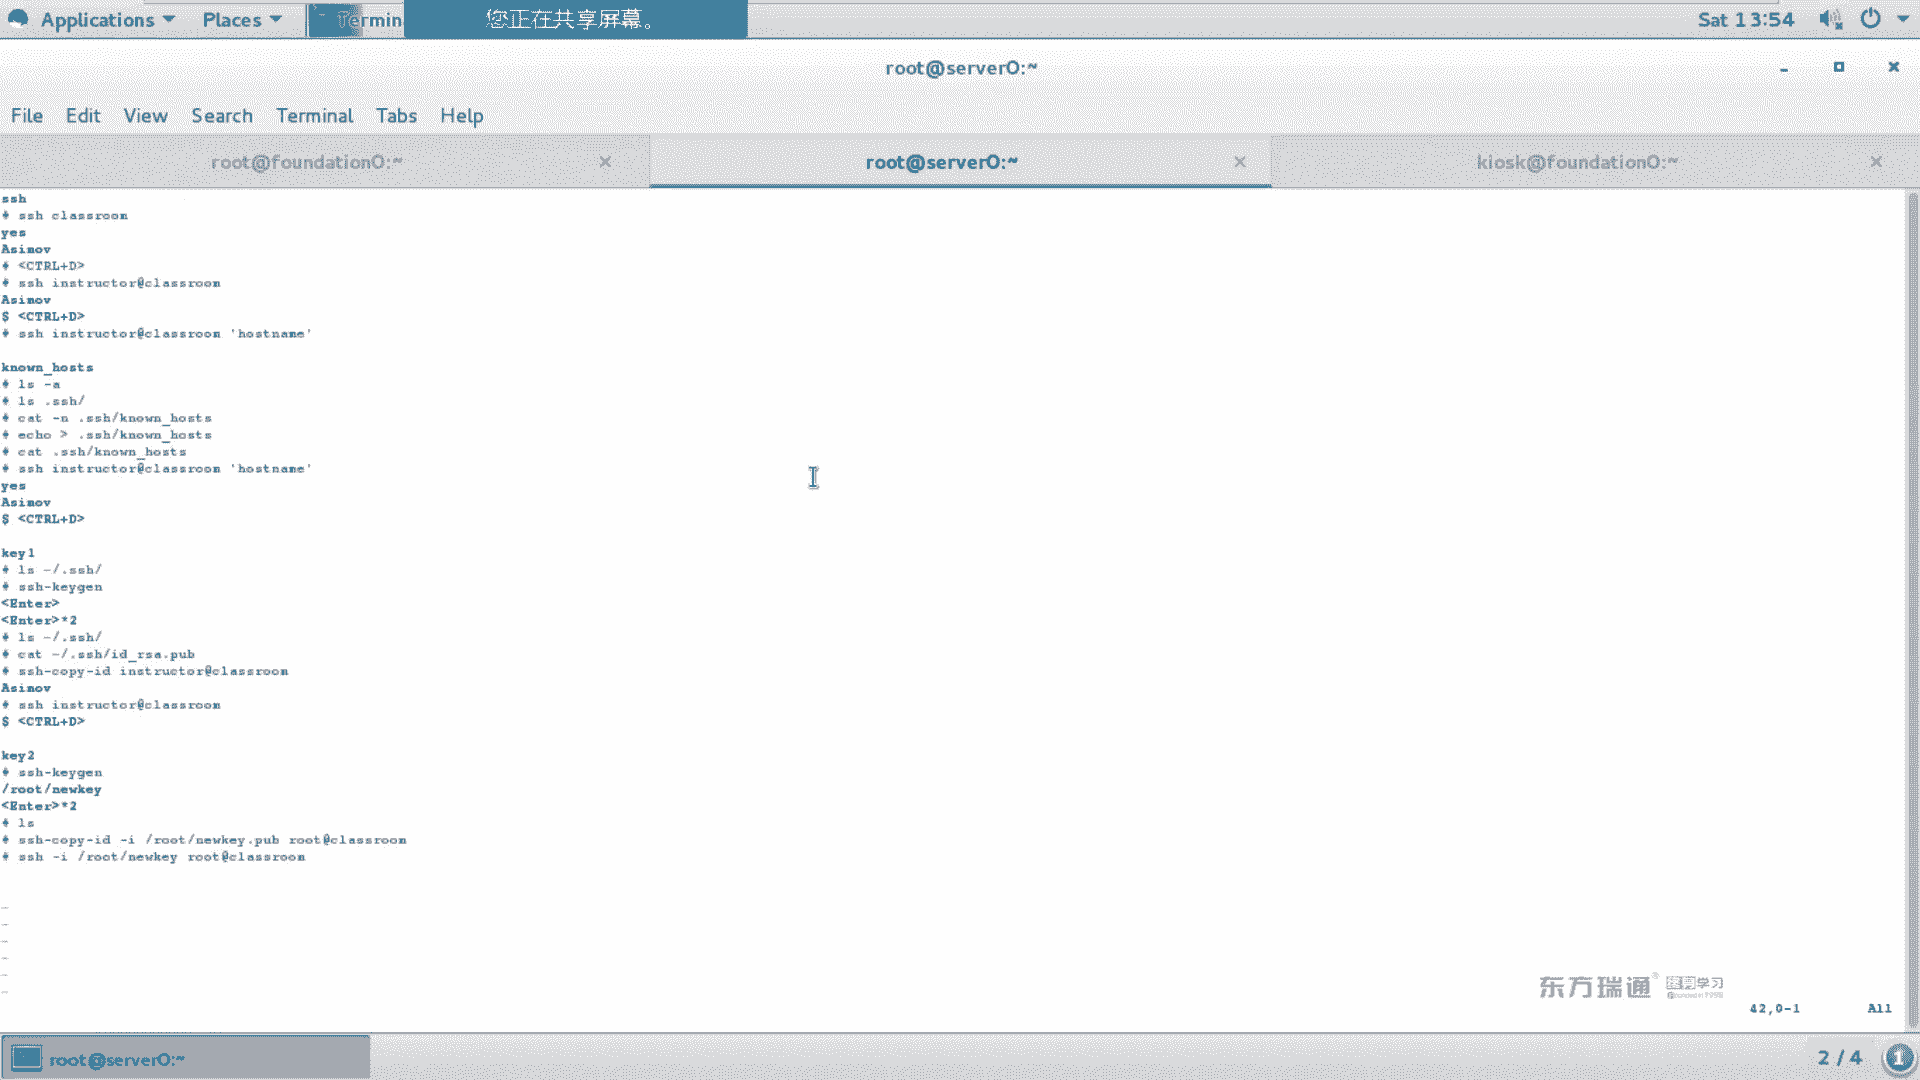 Applications Places Termin 您正在共享屏幕。 Sat 13:54
root@server0:~
File Edit View Search Terminal Tabs Help
root@foundation0:~ root@server0:~ kiosk@foundation0:~
ssh
# ssh classroom
yes
Asimov
# <CTRL+D>
# ssh instructor@classroom
Asimov
$ <CTRL+D>
# ssh instructor@classroom 'hostname'
known_hosts
# ls -a
# ls .ssh/
# cat -n .ssh/known_hosts
# echo > .ssh/known_hosts
# cat .ssh/known_hosts
# ssh instructor@classroom 'hostname'
yes
Asimov
$ <CTRL+D>
key1
# ls ~/.ssh/
# ssh-keygen
<Enter>
<Enter>*2
# ls ~/.ssh/
# cat ~/.ssh/id_rsa.pub
# ssh-copy-id instructor@classroom
Asimov
# ssh instructor@classroom
$ <CTRL+D>
key2
# ssh-keygen
/root/newkey
<Enter>*2
# ls
# ssh-copy-id -i /root/newkey.pub root@classroom
# ssh -i /root/newkey root@classroom
~
~
~
~
~
~
东方瑞通® 学习
42,0-1 All
root@server0:~ 2 / 4 1